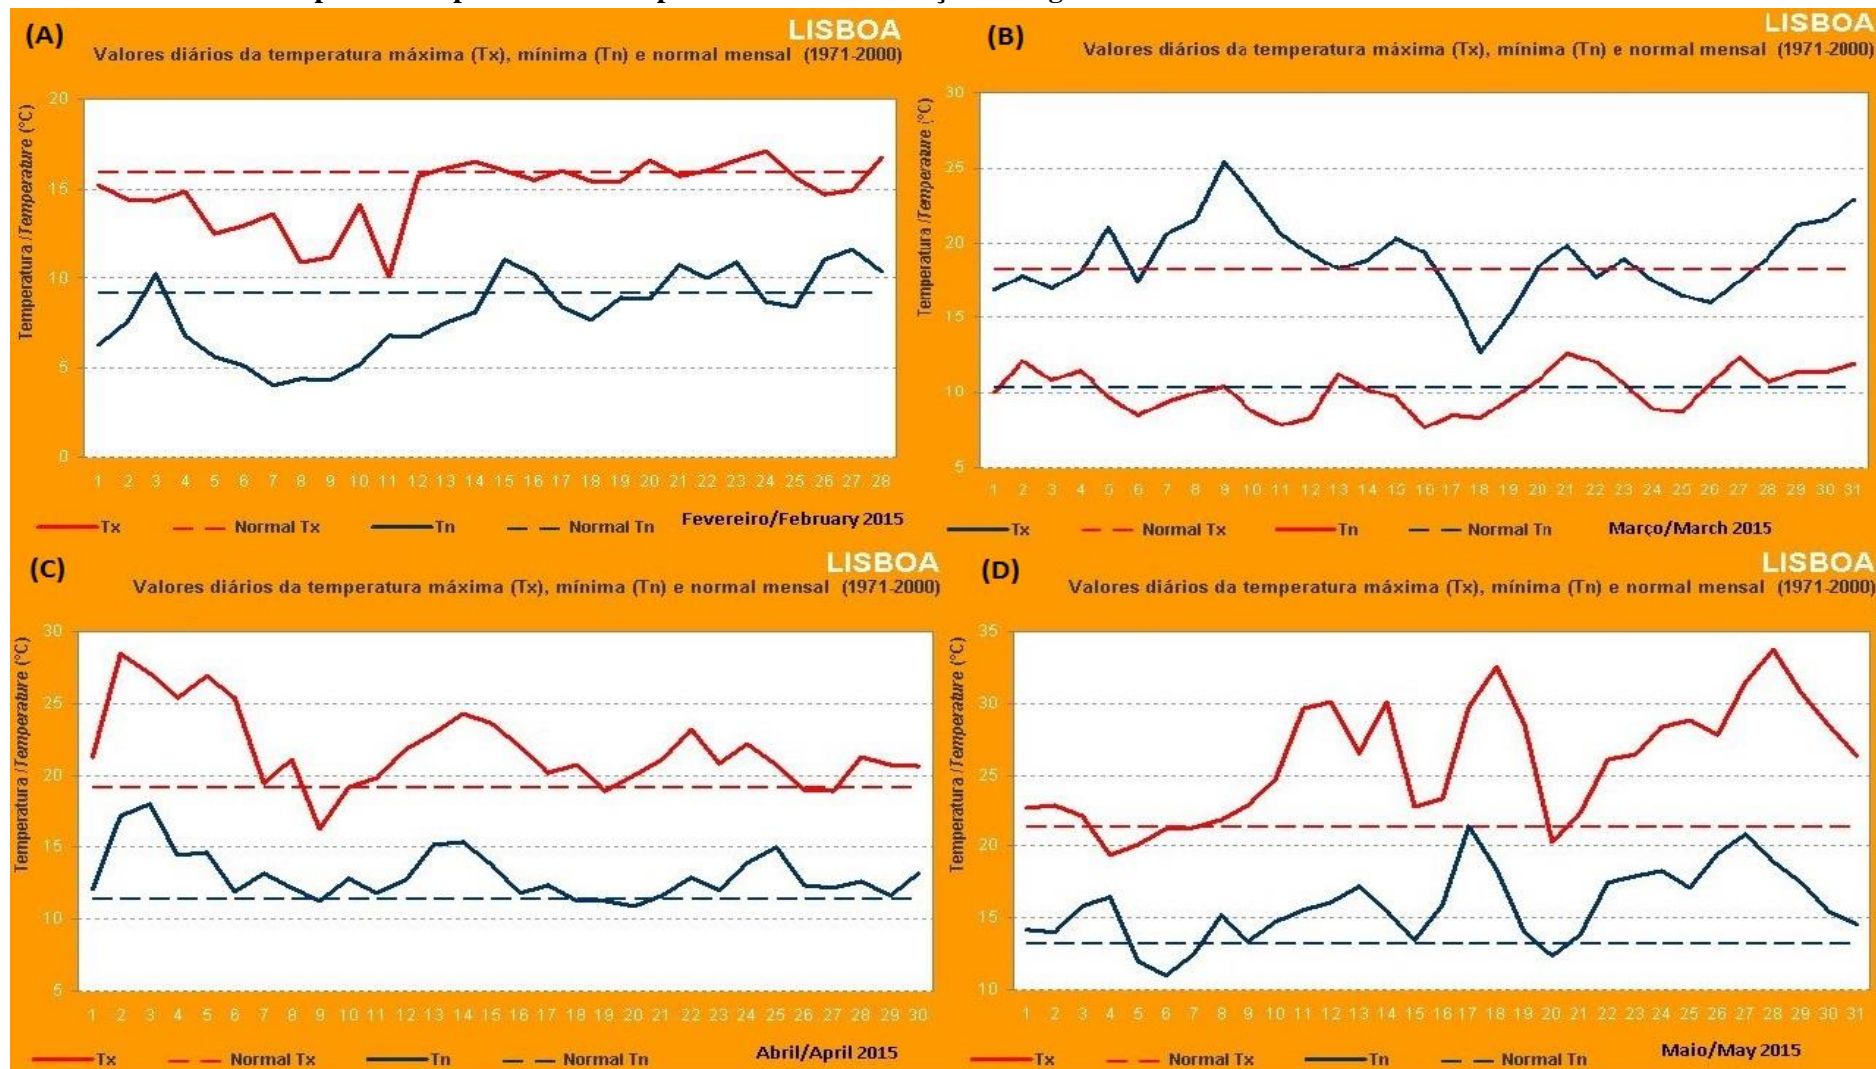 (A)
LISBOA
Valores diários da temperatura máxima (Tx), mínima (Tn) e normal mensal (1971-2000)
Temperatura /Temperature (°C)
20
15
10
5
0
1 2 3 4 5 6 7 8 9 10 11 12 13 14 15 16 17 18 19 20 21 22 23 24 25 26 27 28
Tx Normal Tx Tn Normal Tn Fevereiro/February 2015
(B)
LISBOA
Valores diários da temperatura máxima (Tx), mínima (Tn) e normal mensal (1971-2000)
Temperatura /Temperature (°C)
30
25
20
15
10
5
1 2 3 4 5 6 7 8 9 10 11 12 13 14 15 16 17 18 19 20 21 22 23 24 25 26 27 28 29 30 31
Tx Normal Tx Tn Normal Tn Março/March 2015
(C)
LISBOA
Valores diários da temperatura máxima (Tx), mínima (Tn) e normal mensal (1971-2000)
Temperatura /Temperature (°C)
30
25
20
15
10
5
1 2 3 4 5 6 7 8 9 10 11 12 13 14 15 16 17 18 19 20 21 22 23 24 25 26 27 28 29 30
Tx Normal Tx Tn Normal Tn Abril/April 2015
(D)
LISBOA
Valores diários da temperatura máxima (Tx), mínima (Tn) e normal mensal (1971-2000)
Temperatura /Temperature (°C)
35
30
25
20
15
10
1 2 3 4 5 6 7 8 9 10 11 12 13 14 15 16 17 18 19 20 21 22 23 24 25 26 27 28 29 30 31
Tx Normal Tx Tn Normal Tn Maio/May 2015